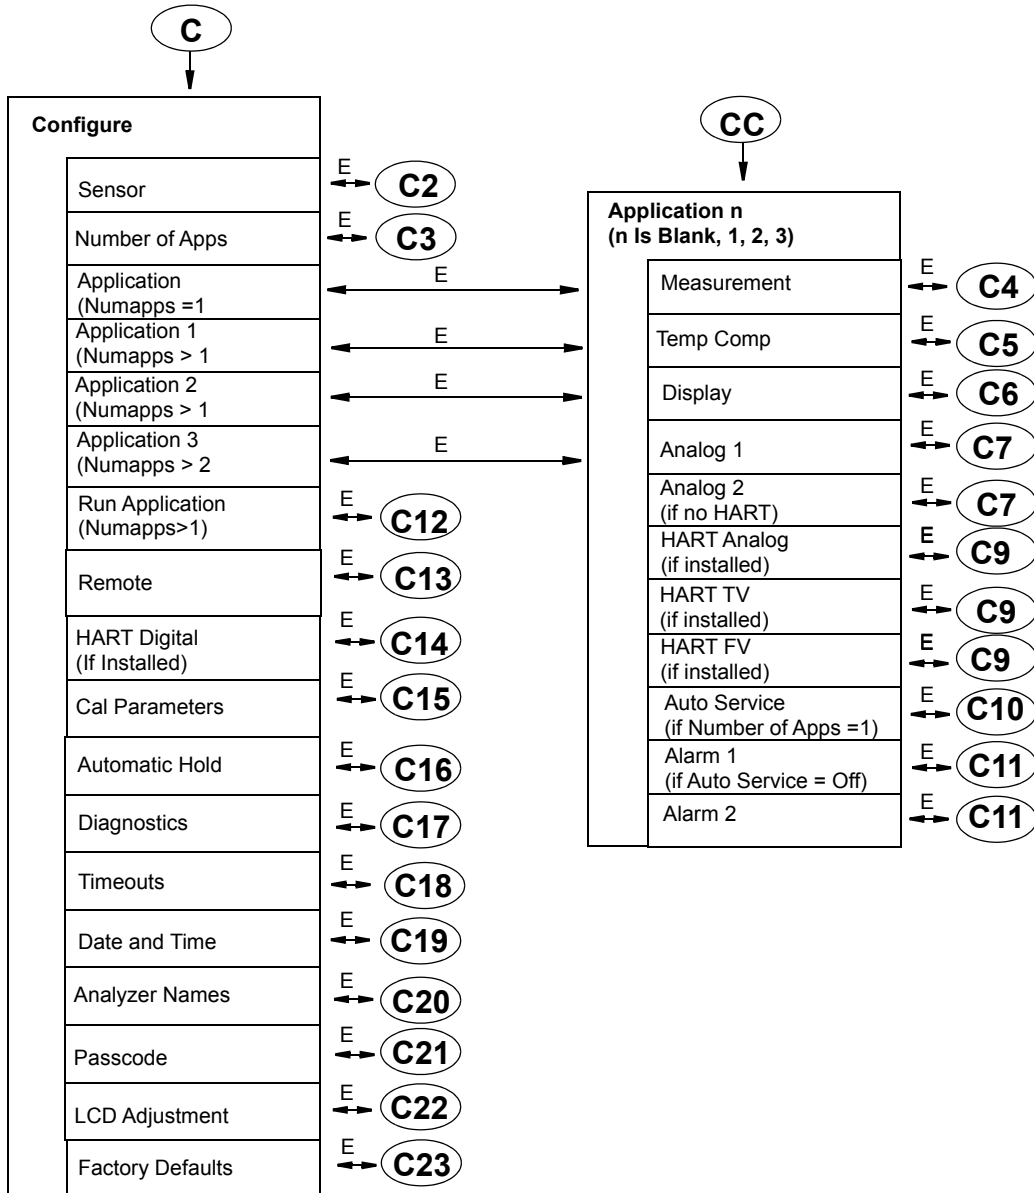 C
Configure
Sensor
E
C2
Number of Apps
E
C3
Application
(Numapps =1
E
Application 1
(Numapps > 1
E
Application 2
(Numapps > 1
E
Application 3
(Numapps > 2
E
Run Application
(Numapps>1)
E
C12
Remote
E
C13
HART Digital
(If Installed)
E
C14
Cal Parameters
E
C15
Automatic Hold
E
C16
Diagnostics
E
C17
Timeouts
E
C18
Date and Time
E
C19
Analyzer Names
E
C20
Passcode
E
C21
LCD Adjustment
E
C22
Factory Defaults
E
C23
CC
Application n
(n Is Blank, 1, 2, 3)
Measurement
E
C4
Temp Comp
E
C5
Display
E
C6
Analog 1
E
C7
Analog 2
(if no HART)
E
C7
HART Analog
(if installed)
E
C9
HART TV
(if installed)
E
C9
HART FV
(if installed)
E
C9
Auto Service
(if Number of Apps =1)
E
C10
Alarm 1
(if Auto Service = Off)
E
C11
Alarm 2
E
C11